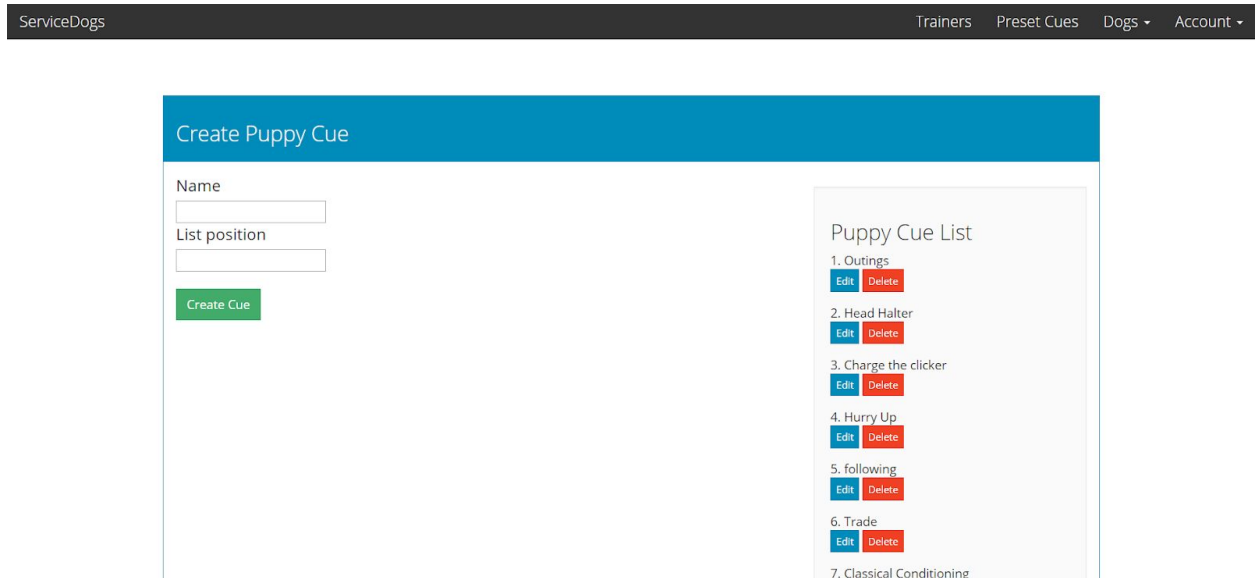 ServiceDogs Trainers Preset Cues Dogs Account
Create Puppy Cue
Name
List position
Create Cue
Puppy Cue List
1. Outings
Edit Delete
2. Head Halter
Edit Delete
3. Charge the clicker
Edit Delete
4. Hurry Up
Edit Delete
5. following
Edit Delete
6. Trade
Edit Delete
7. Classical Conditioning